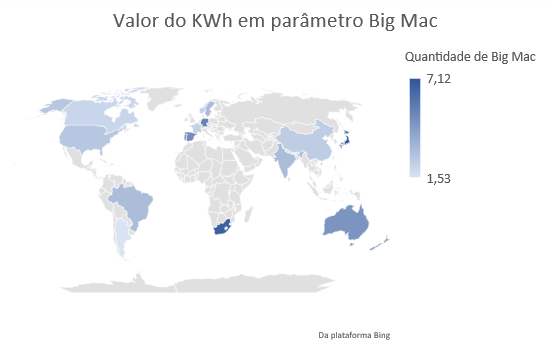 Valor do KWh em parâmetro Big Mac
Quantidade de Big Mac
7,12
1,53
Da plataforma Bing